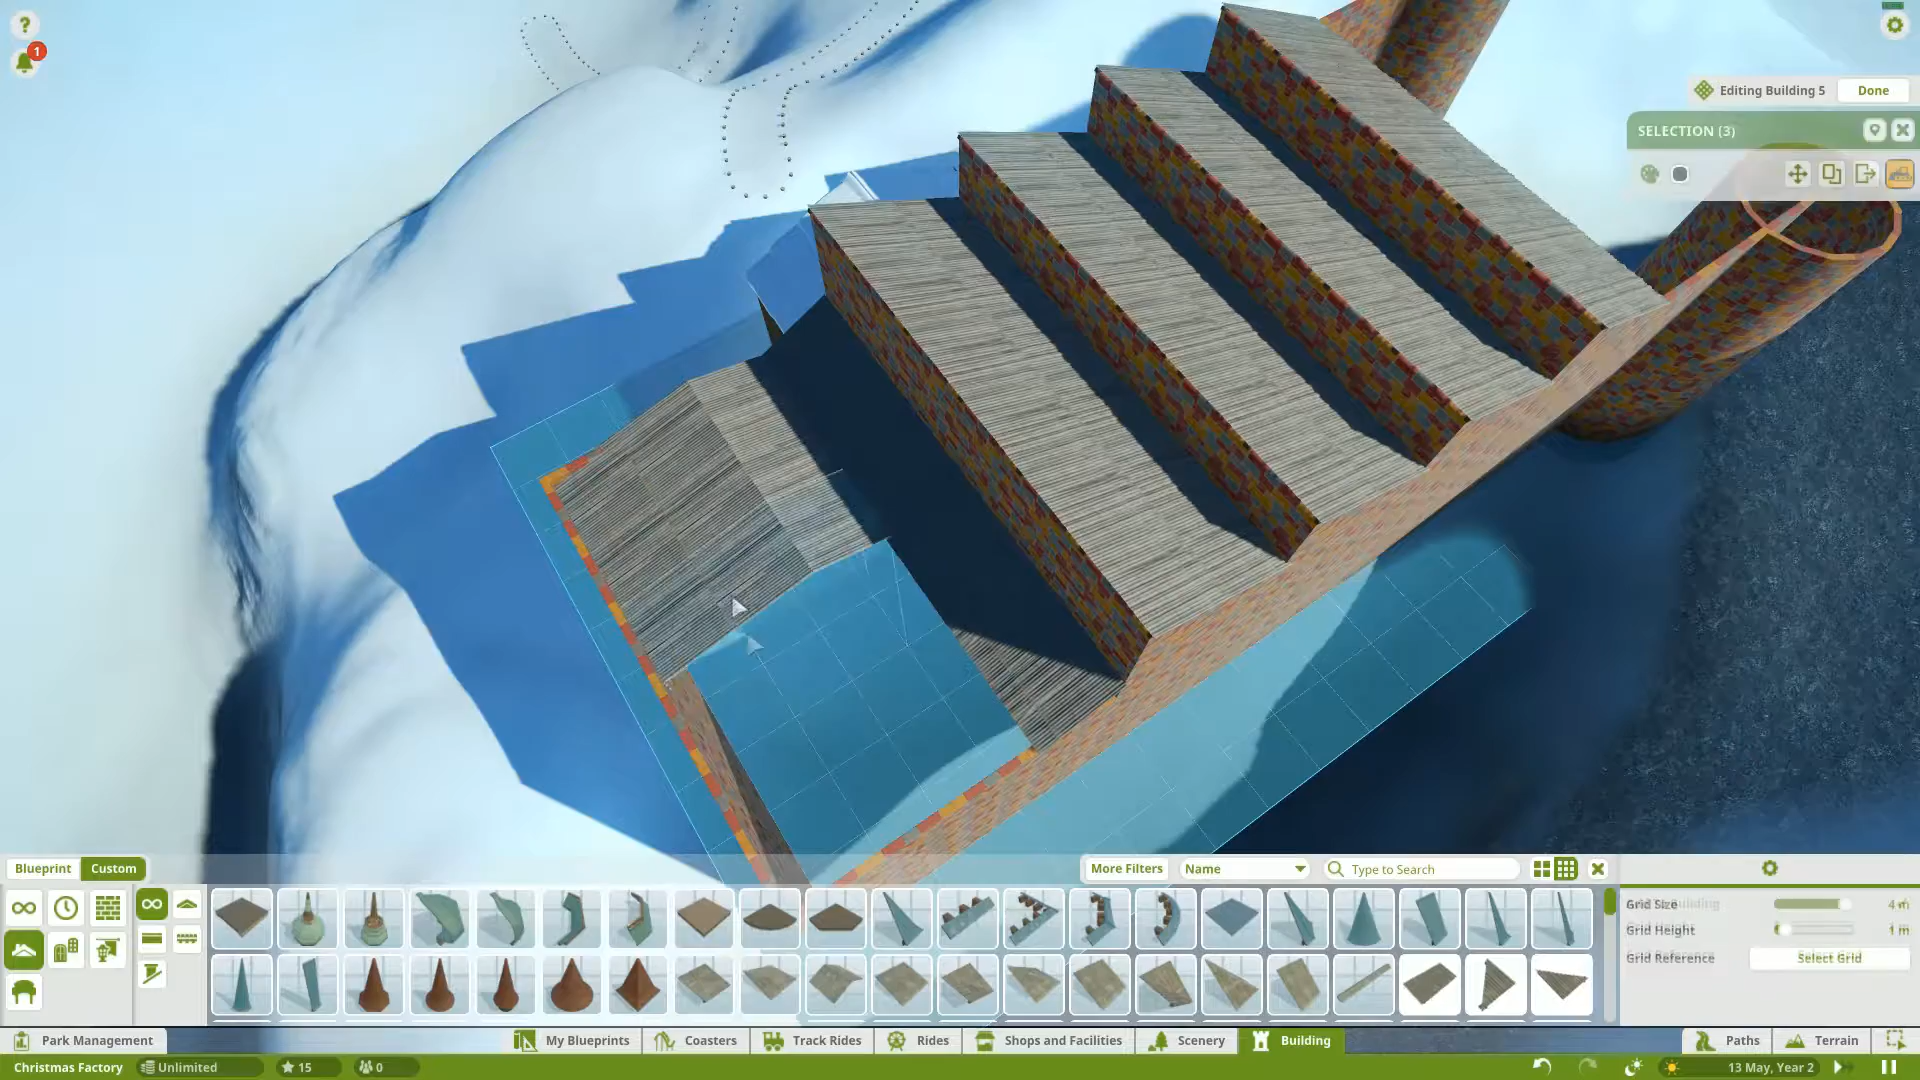 ?
1
Editing Building 5 Done
SELECTION (3)
Blueprint Custom
More Filters Name Type to Search
Grid Size 4 m
Grid Height 1 m
Grid Reference Select Grid
Park Management My Blueprints Coasters Track Rides Rides Shops and Facilities Scenery Building Paths Terrain
Christmas Factory Unlimited 15 0 13 May, Year 2